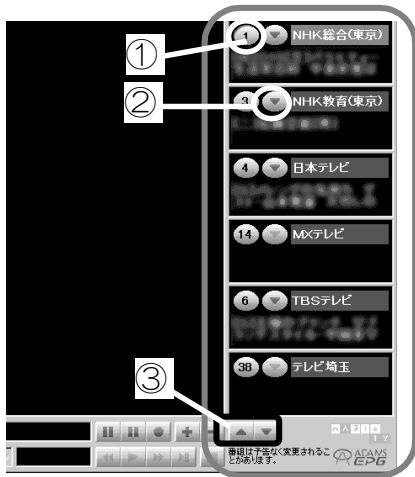 ①
1 NHK総合(東京)
②
3 NHK教育(東京)
4 日本テレビ
14 MXテレビ
6 TBSテレビ
38 テレビ埼玉
③
番組は予告なく変更されるこ
とがあります。
ADAMS
EPG
TV